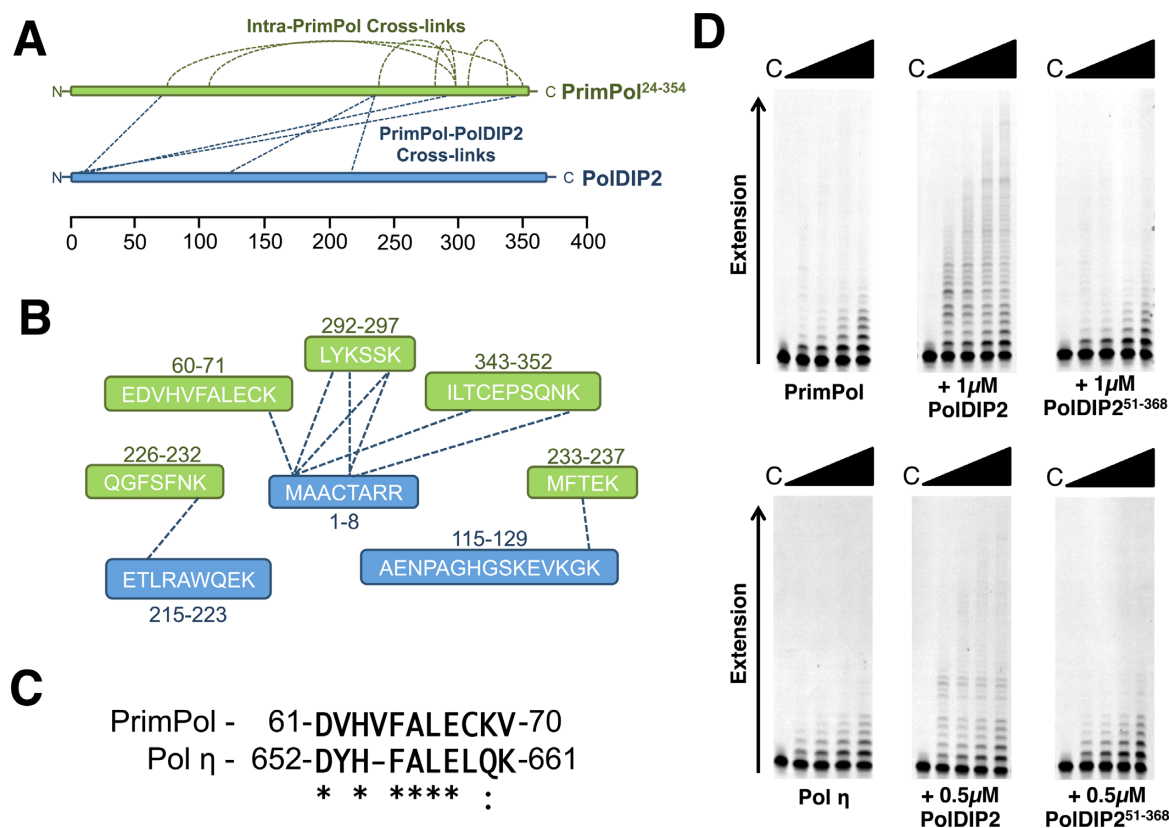 A
Intra-PrimPol Cross-links
N
C PrimPol24-354
PrimPol-PolDIP2
Cross-links
N
C PolDIP2
0 50 100 150 200 250 300 350 400
B
292-297
LYKSSK
60-71
EDVHVFALECK
343-352
ILTCEPSQNK
226-232
QGFSFNK
MAACTARR
1-8
233-237
MFTEK
115-129
AENPAGHGSKEVKGK
ETLRAWQEK
215-223
C
PrimPol - 61-DVHVFALECKV-70
Pol η - 652-DYH-FALELQK-661
* * **** :
D
C
C
C
Extension
PrimPol
+ 1µM
PolDIP2
+ 1µM
PolDIP251-368
C
C
C
Extension
Pol η
+ 0.5µM
PolDIP2
+ 0.5µM
PolDIP251-368